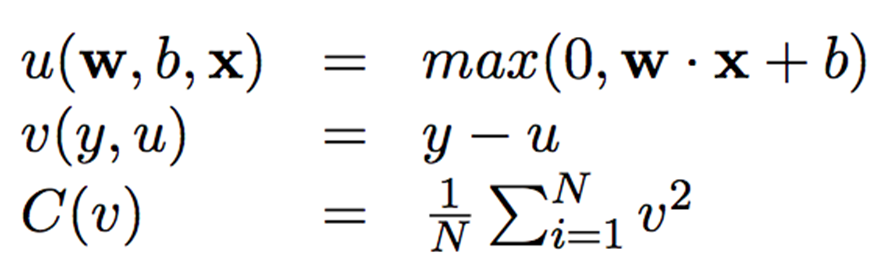 u(w, b, x) = max(0, w · x + b)
v(y, u) = y − u
C(v) = 1/N ∑_{i=1}^{N} v²